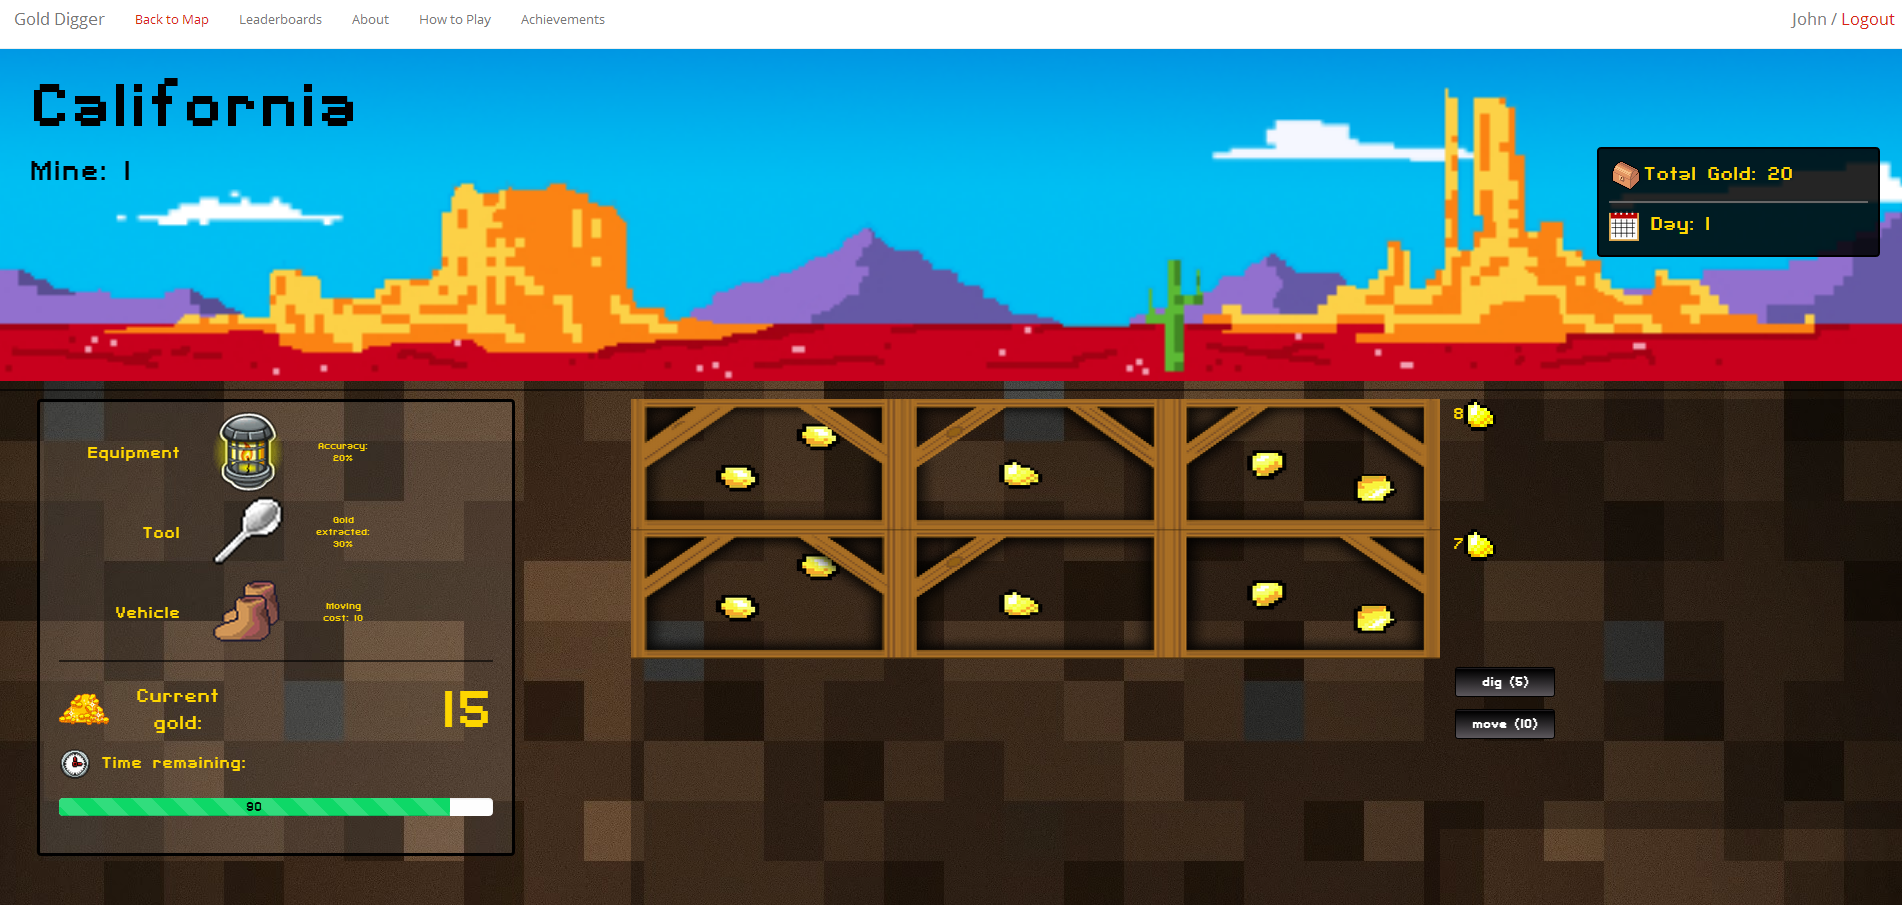 Gold Digger Back to Map Leaderboards About How to Play Achievements John / Logout
California
Mine: 1
Total Gold: 20
Day: 1
Equipment
Accuracy:
20%
Tool
Gold
extracted:
30%
Vehicle
Moving
cost: 10
Current
gold:
15
Time remaining:
90
8
7
dig (5)
move (10)